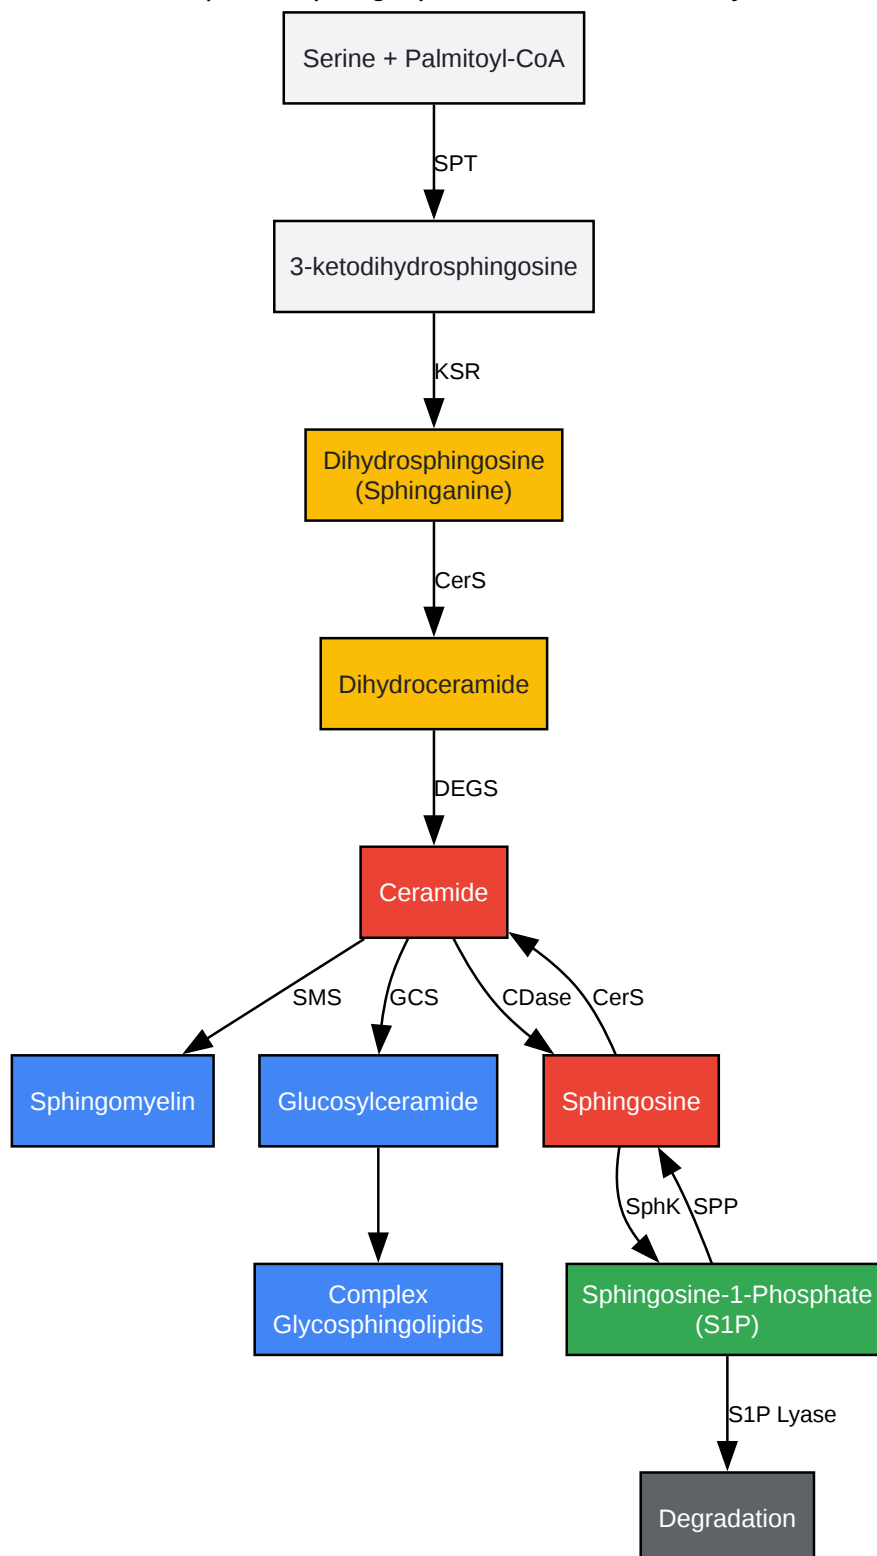 Serine + Palmitoyl-CoA
SPT
3-ketodihydrosphingosine
KSR
Dihydrosphingosine
(Sphinganine)
CerS
Dihydroceramide
DEGS
Ceramide
SMS
GCS
CDase
CerS
Sphingomyelin
Glucosylceramide
Sphingosine
SphK
SPP
Complex
Glycosphingolipids
Sphingosine-1-Phosphate
(S1P)
S1P Lyase
Degradation